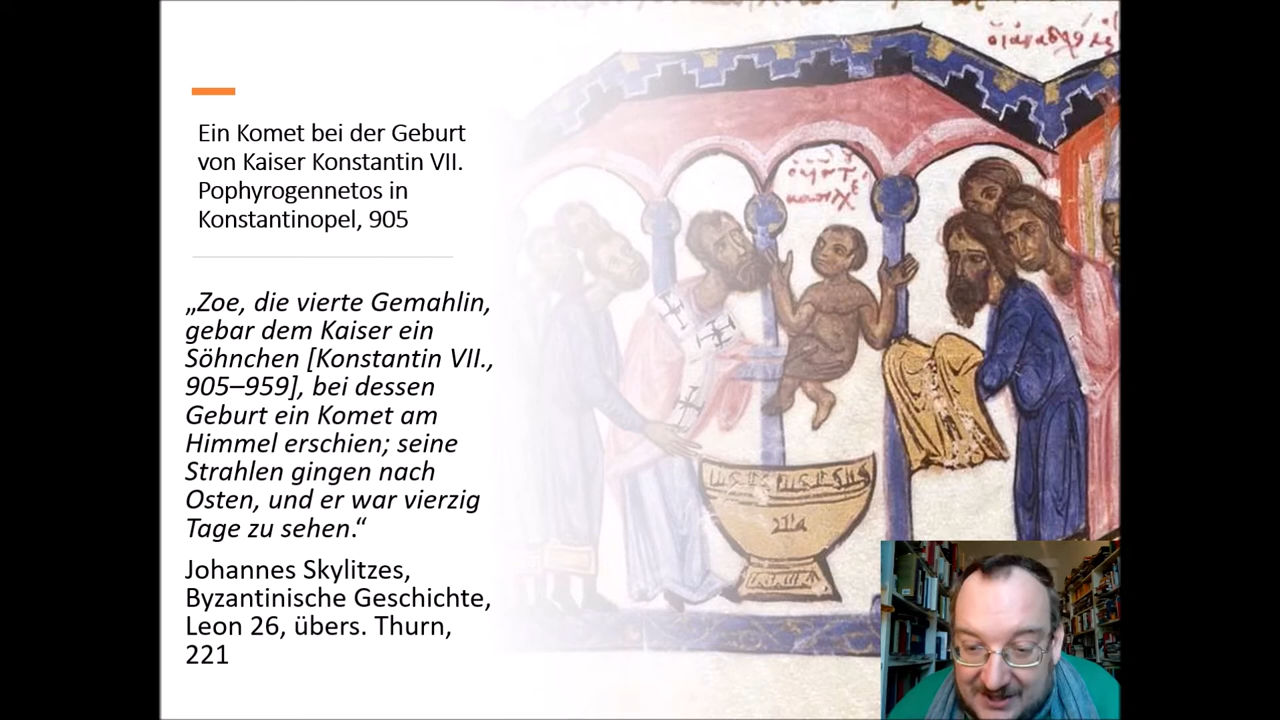 Ein Komet bei der Geburt
von Kaiser Konstantin VII.
Pophyrogennetos in
Konstantinopel, 905
„Zoe, die vierte Gemahlin,
gebar dem Kaiser ein
Söhnchen [Konstantin VII.,
905–959], bei dessen
Geburt ein Komet am
Himmel erschien; seine
Strahlen gingen nach
Osten, und er war vierzig
Tage zu sehen.“
Johannes Skylitzes,
Byzantinische Geschichte,
Leon 26, übers. Thurn,
221